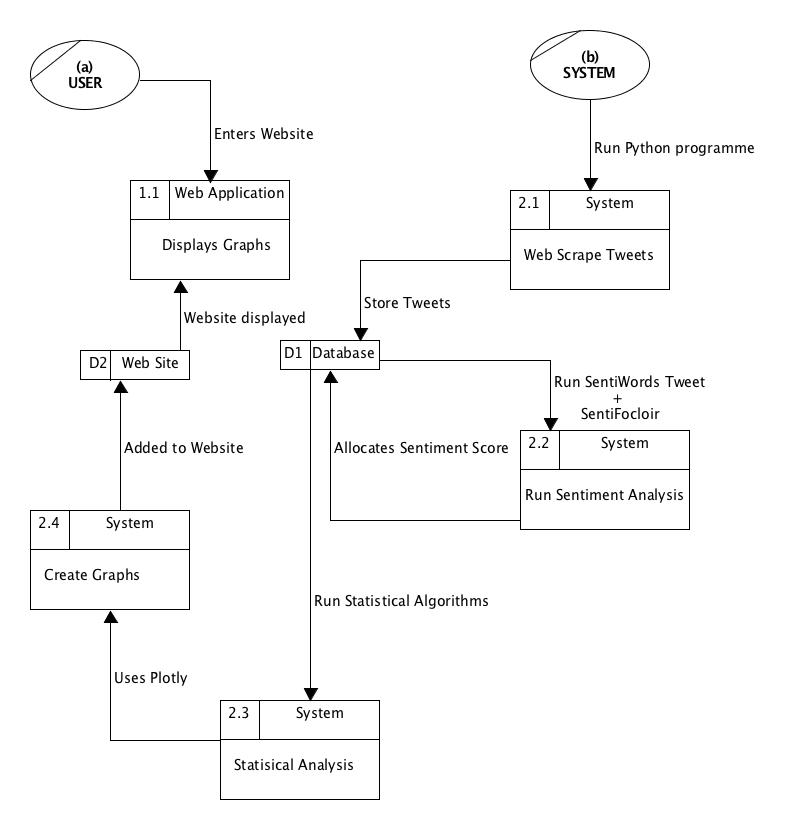 (a)
USER
(b)
SYSTEM
Enters Website
Run Python programme
1.1
Web Application
Displays Graphs
2.1
System
Web Scrape Tweets
Store Tweets
Website displayed
D2
Web Site
D1
Database
Run SentiWords Tweet
+
SentiFocloir
Added to Website
Allocates Sentiment Score
2.2
System
Run Sentiment Analysis
2.4
System
Create Graphs
Run Statistical Algorithms
Uses Plotly
2.3
System
Statisical Analysis